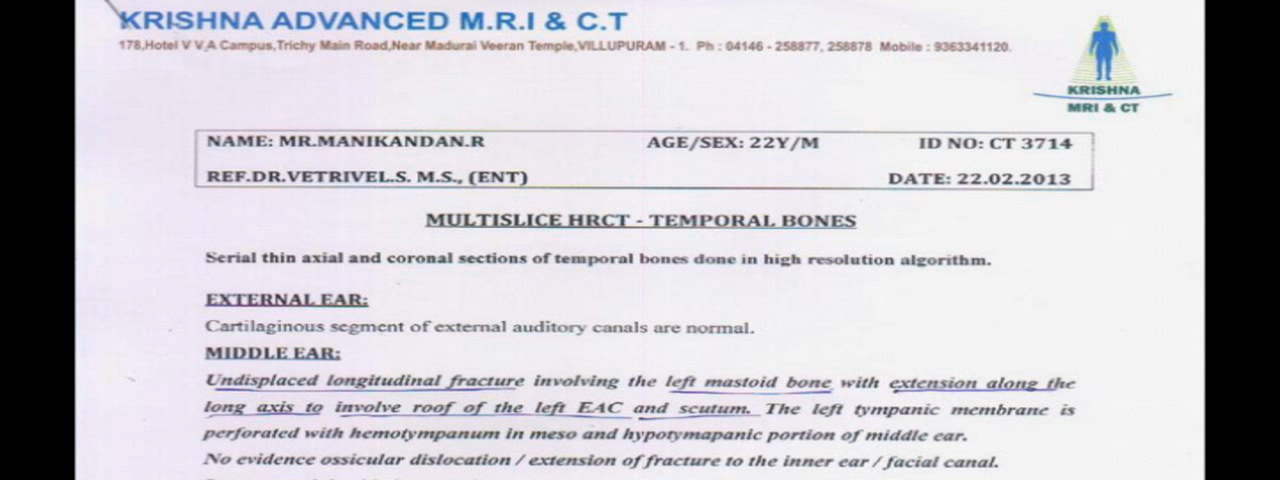 KRISHNA ADVANCED M.R.I & C.T
178,Hotel V V.A Campus,Trichy Main Road,Near Madurai Veeran Temple,VILLUPURAM - 1. Ph : 04146 - 258877, 258878 Mobile : 9363341120.
KRISHNA
MRI & CT
NAME: MR.MANIKANDAN.R AGE/SEX: 22Y/M ID NO: CT 3714
REF.DR.VETRIVEL.S. M.S., (ENT) DATE: 22.02.2013
MULTISLICE HRCT - TEMPORAL BONES
Serial thin axial and coronal sections of temporal bones done in high resolution algorithm.
EXTERNAL EAR:
Cartilaginous segment of external auditory canals are normal.
MIDDLE EAR:
Undisplaced longitudinal fracture involving the left mastoid bone with extension along the
long axis to involve roof of the left EAC and scutum. The left tympanic membrane is
perforated with hemotympanum in meso and hypotymapanic portion of middle ear.
No evidence ossicular dislocation / extension of fracture to the inner ear / facial canal.